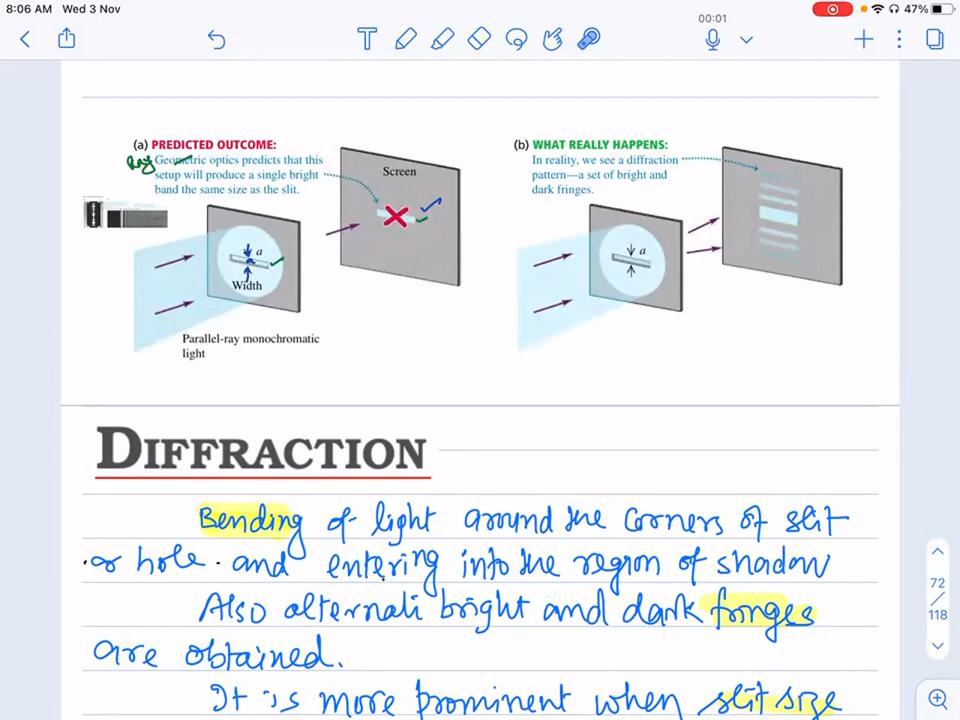 8:06 AM Wed 3 Nov
47%
00:01
T
(a) PREDICTED OUTCOME:
Ray
Geometric optics predicts that this
setup will produce a single bright
band the same size as the slit.
Screen
a
Width
Parallel-ray monochromatic
light
(b) WHAT REALLY HAPPENS:
In reality, we see a diffraction
pattern—a set of bright and
dark fringes.
a
DIFFRACTION
Bending of light around the corners of slit
or hole. and entering into the region of shadow
Also alternati bright and dark fringes
are obtained.
It is more prominent when slit size
72
118